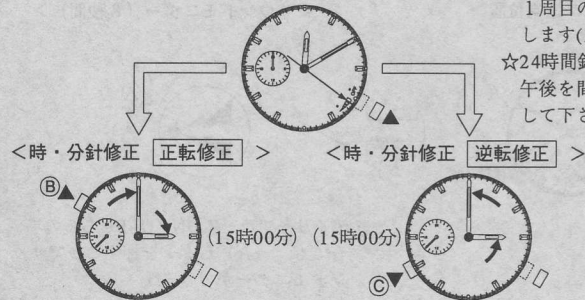 1周目の
します(
☆24時間針
午後を間
して下さ
＜時・分針修正 正転修正 ＞
＜時・分針修正 逆転修正 ＞
Ⓑ
(15時00分)
(15時00分)
Ⓒ